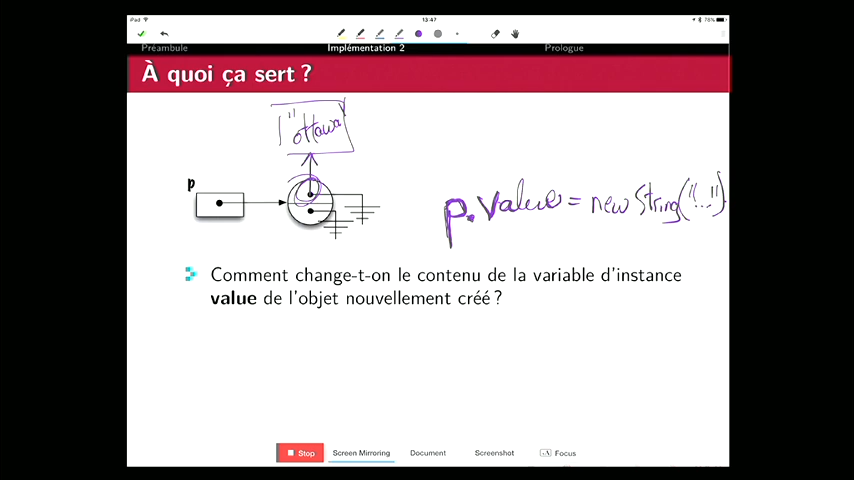 iPad
13:47
78%
Préambule
Implémentation 2
Prologue
À quoi ça sert ?
"Ottawa"
p
p.value = new String("...").
Comment change-t-on le contenu de la variable d'instance
value de l'objet nouvellement créé ?
Stop
Screen Mirroring
Document
Screenshot
A
Focus